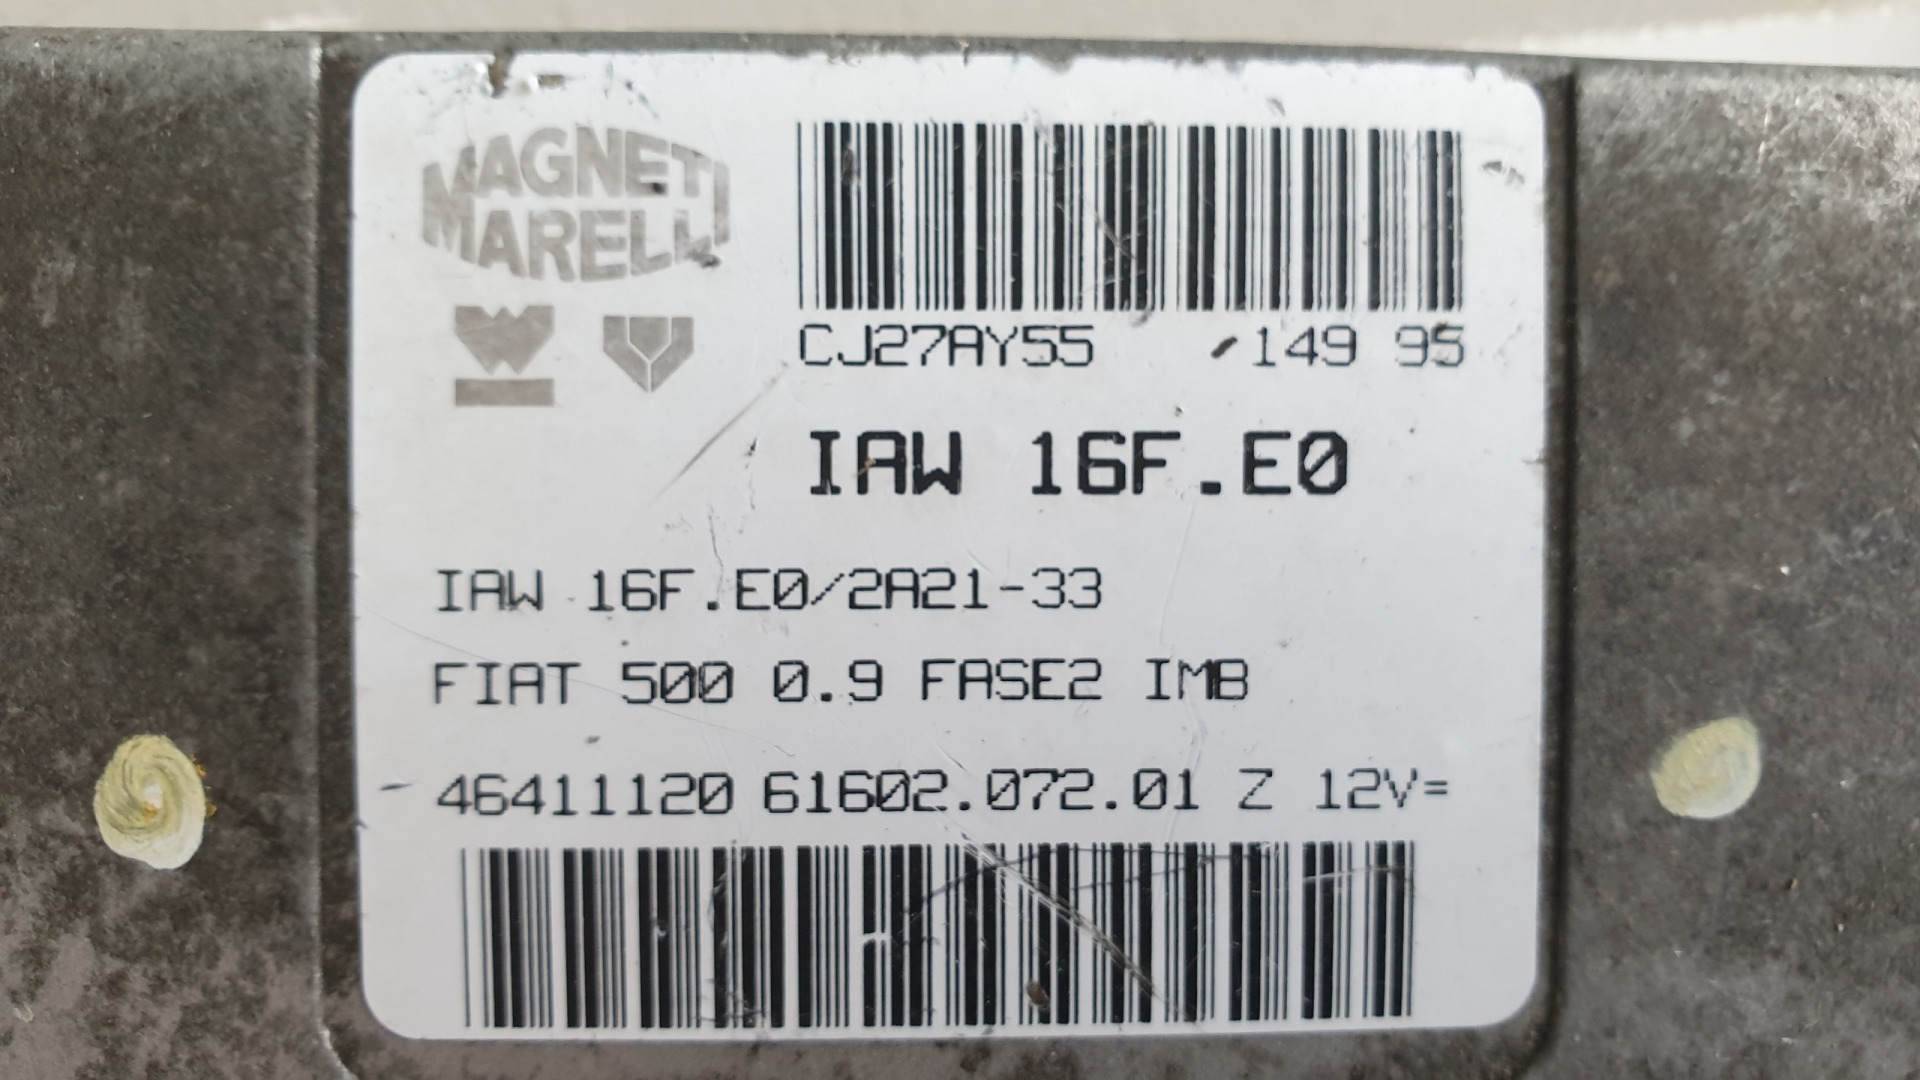 MAGNETI
MARELLI
CJ27AY55 149 95
IAW 16F.E0
IAW 16F.E0/2A21-33
FIAT 500 0.9 FASE2 IMB
46411120 61602.072.01 Z 12V=